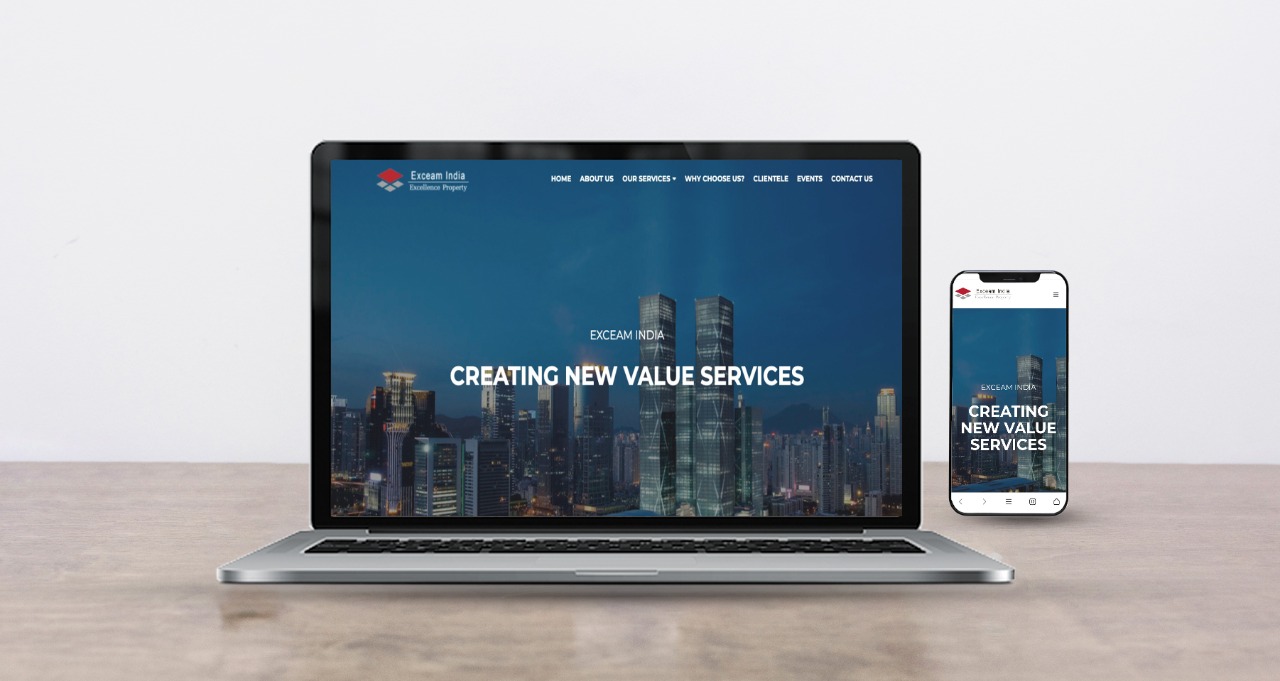 Exceam India
Excellence Property
HOME ABOUT US OUR SERVICES WHY CHOOSE US? CLIENTELE EVENTS CONTACT US
EXCEAM INDIA
CREATING NEW VALUE SERVICES
Exceam India
Excellence Property
EXCEAM INDIA
CREATING
NEW VALUE
SERVICES